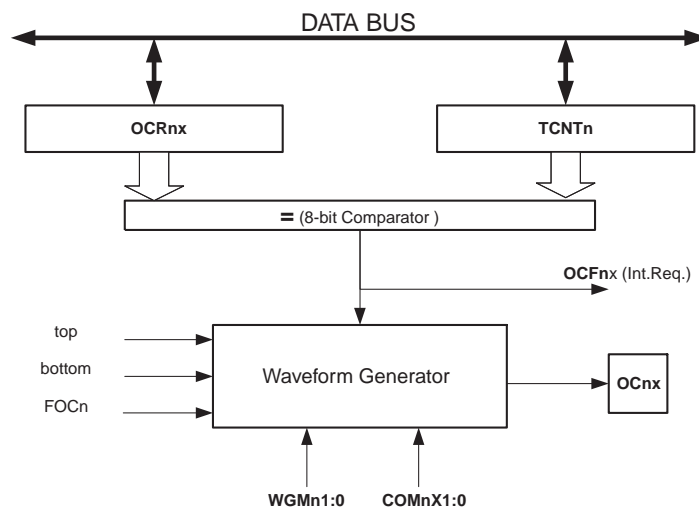 DATA BUS
OCRnx
TCNTn
= (8-bit Comparator )
OCFnx (Int.Req.)
top
bottom
FOCn
Waveform Generator
OCnx
WGMn1:0
COMnX1:0